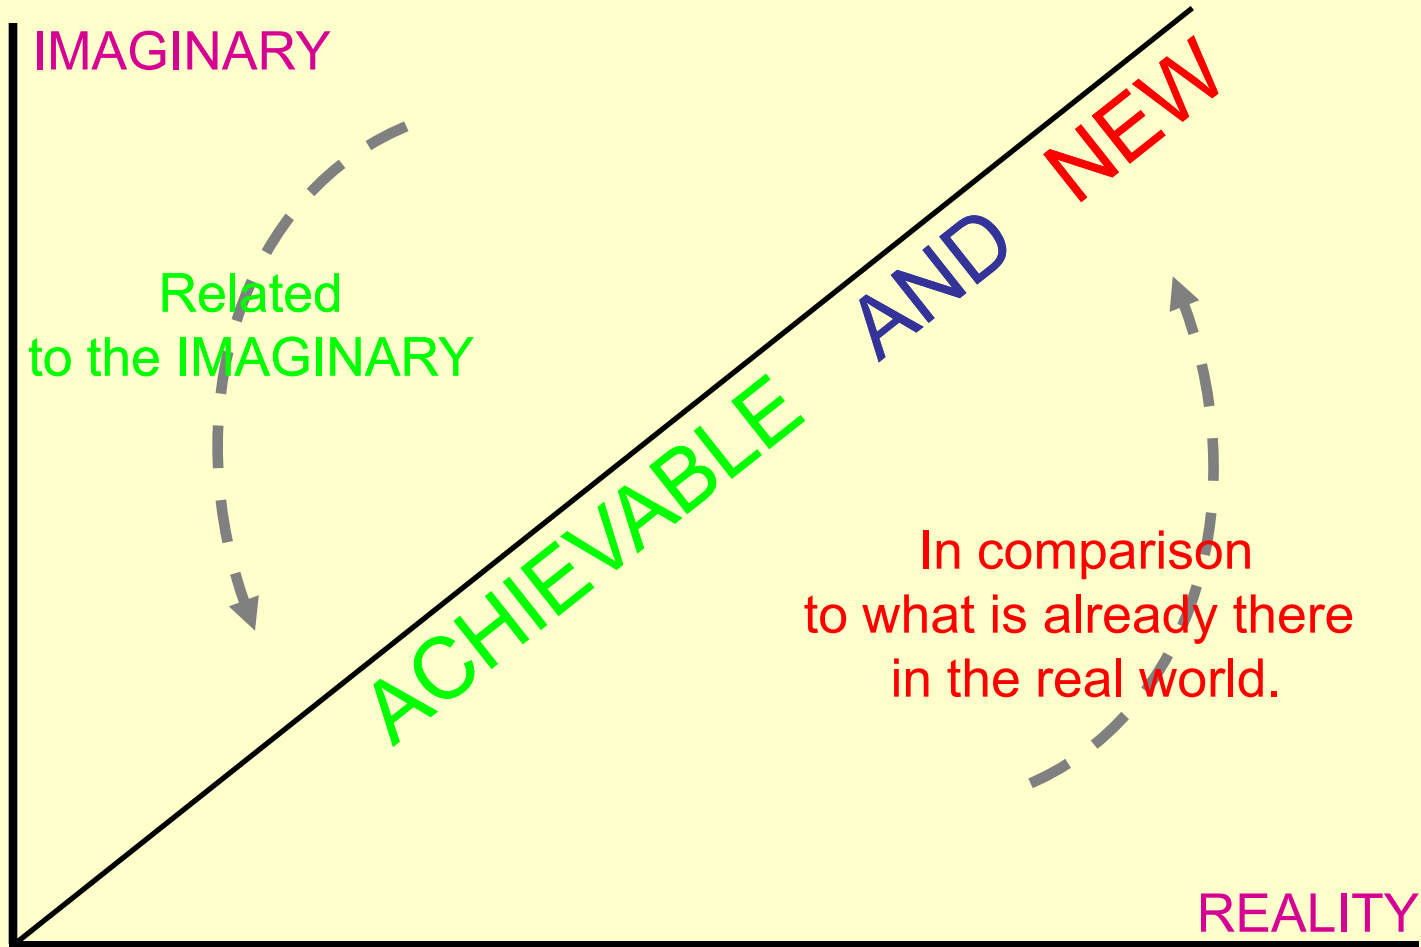 IMAGINARY
Related
to the IMAGINARY
ACHIEVABLE AND NEW
In comparison
to what is already there
in the real world.
REALITY